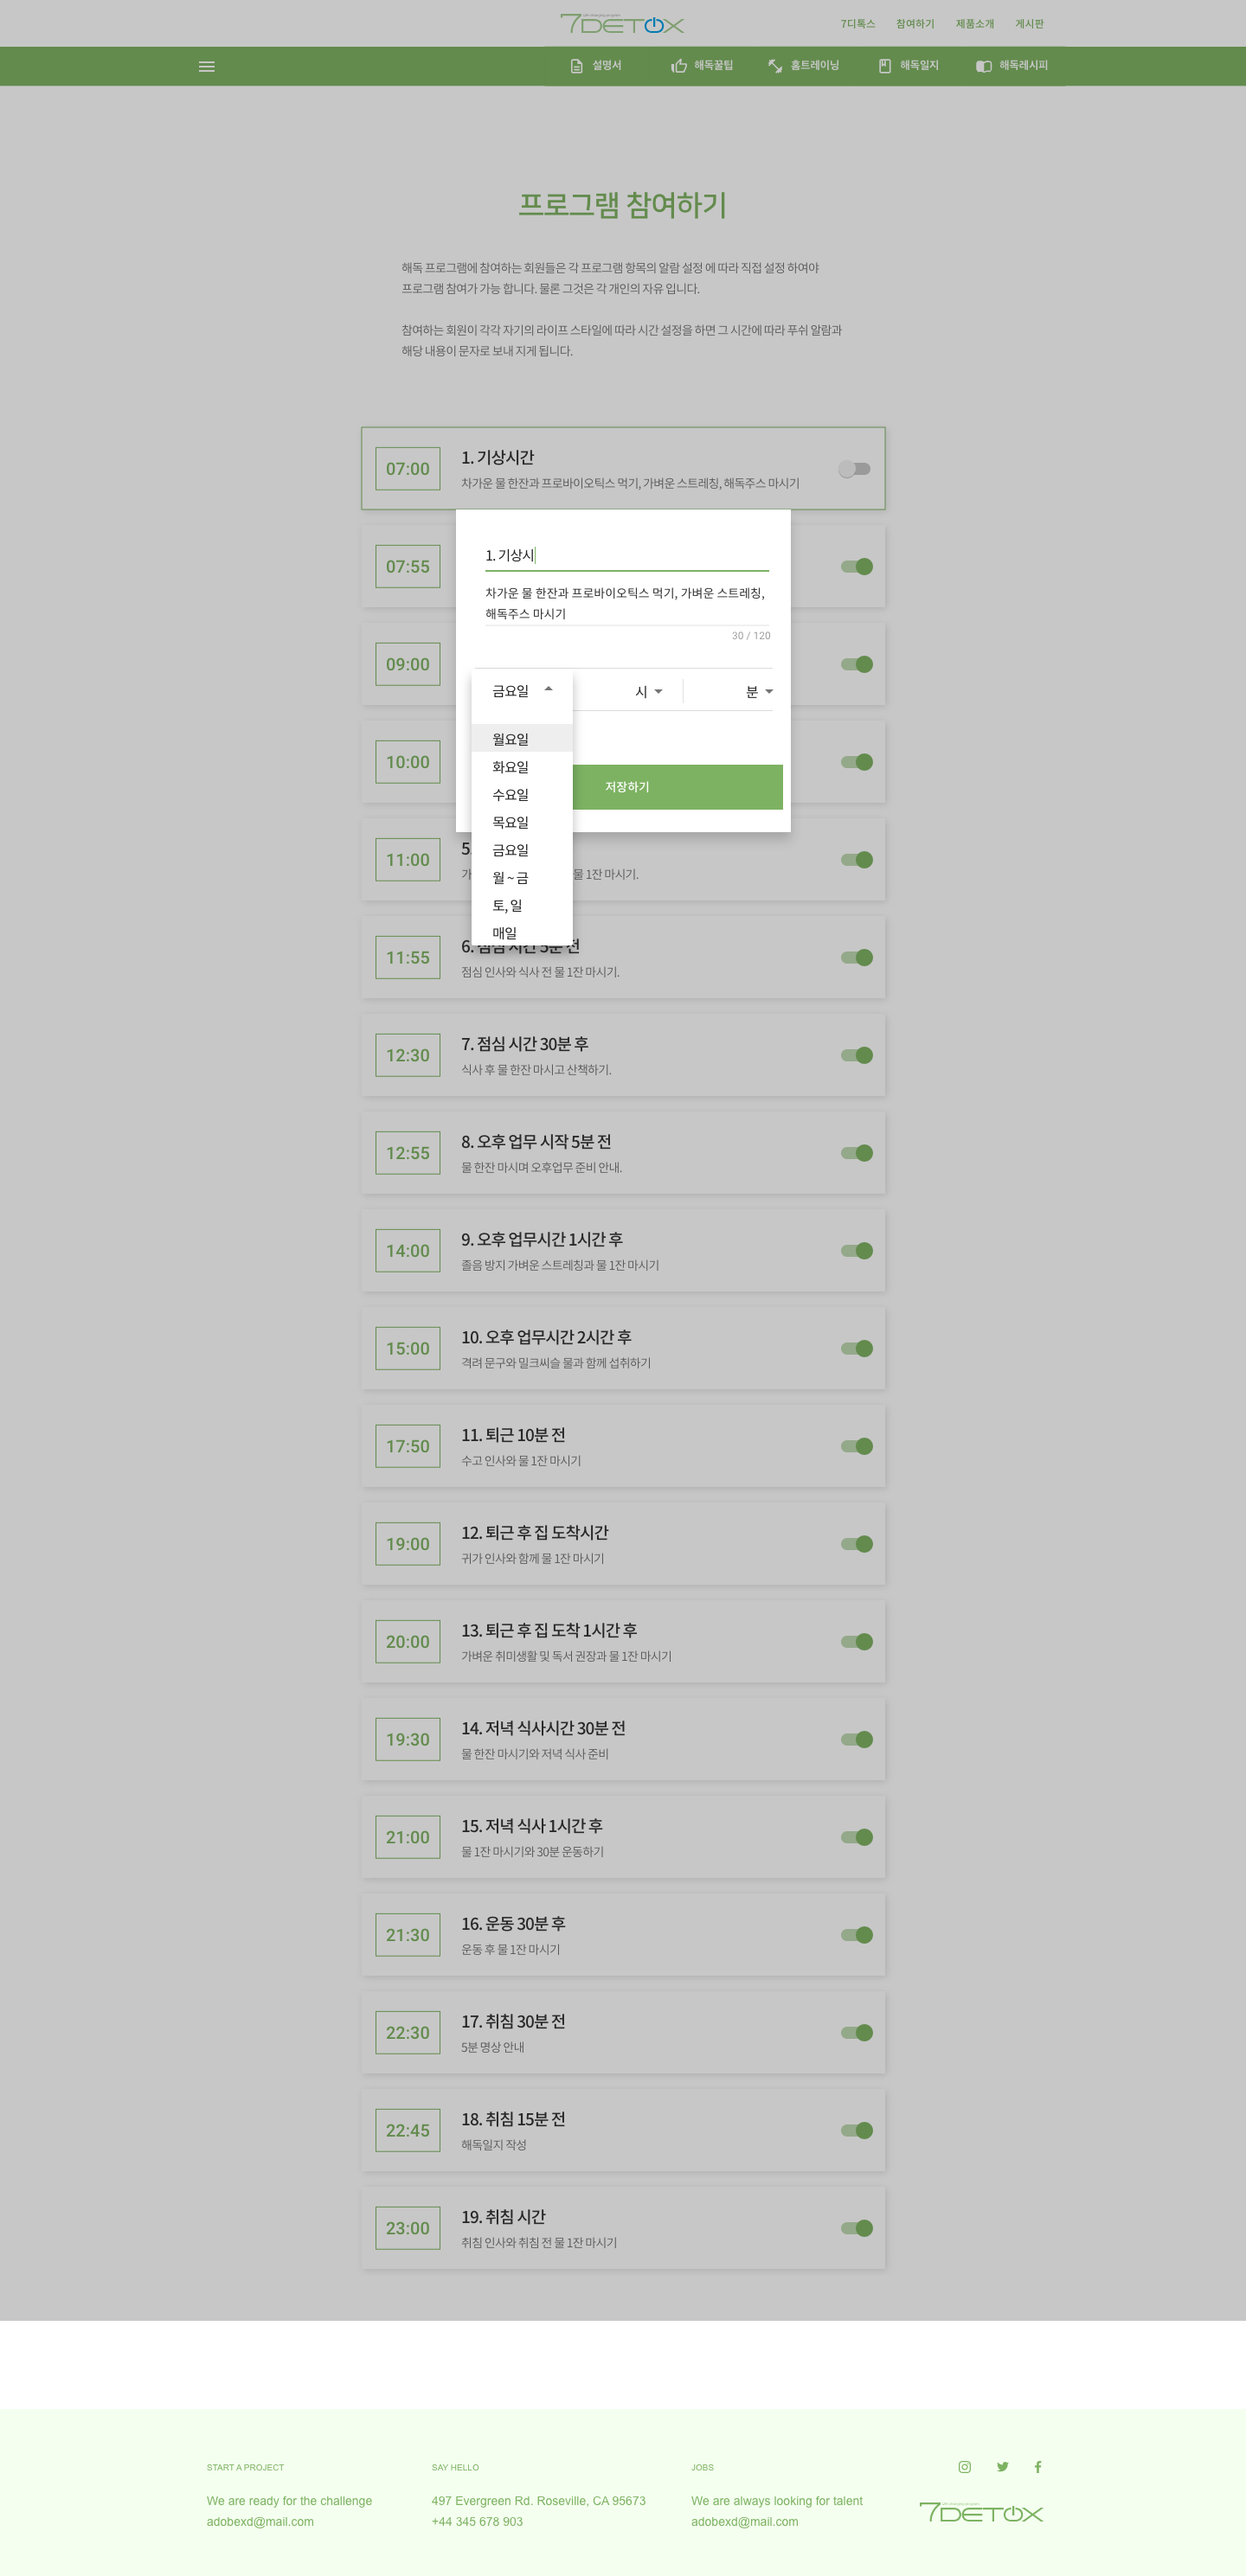 7DETOX
7디톡스 참여하기 제품소개 게시판
설명서 해독꿀팁 홈트레이닝 해독일지 해독레시피
프로그램 참여하기
해독 프로그램에 참여하는 회원들은 각 프로그램 항목의 알람 설정 에 따라 직접 설정 하여야
프로그램 참여가 가능 합니다. 물론 그것은 각 개인의 자유 입니다.
참여하는 회원이 각각 자기의 라이프 스타일에 따라 시간 설정을 하면 그 시간에 따라 푸쉬 알람과
해당 내용이 문자로 보내 지게 됩니다.
07:00
1. 기상시간
차가운 물 한잔과 프로바이오틱스 먹기, 가벼운 스트레칭, 해독주스 마시기
07:55
09:00
10:00
1. 기상시
차가운 물 한잔과 프로바이오틱스 먹기, 가벼운 스트레칭,
해독주스 마시기
30 / 120
금요일 시 분
월요일
화요일
수요일
목요일
금요일
월 ~ 금
토, 일
매일
저장하기
11:00
5.
물 1잔 마시기.
11:55
6. 점심 시간 5분 전
점심 인사와 식사 전 물 1잔 마시기.
12:30
7. 점심 시간 30분 후
식사 후 물 한잔 마시고 산책하기.
12:55
8. 오후 업무 시작 5분 전
물 한잔 마시며 오후업무 준비 안내.
14:00
9. 오후 업무시간 1시간 후
졸음 방지 가벼운 스트레칭과 물 1잔 마시기
15:00
10. 오후 업무시간 2시간 후
격려 문구와 밀크씨슬 물과 함께 섭취하기
17:50
11. 퇴근 10분 전
수고 인사와 물 1잔 마시기
19:00
12. 퇴근 후 집 도착시간
귀가 인사와 함께 물 1잔 마시기
20:00
13. 퇴근 후 집 도착 1시간 후
가벼운 취미생활 및 독서 권장과 물 1잔 마시기
19:30
14. 저녁 식사시간 30분 전
물 한잔 마시기와 저녁 식사 준비
21:00
15. 저녁 식사 1시간 후
물 1잔 마시기와 30분 운동하기
21:30
16. 운동 30분 후
운동 후 물 1잔 마시기
22:30
17. 취침 30분 전
5분 명상 안내
22:45
18. 취침 15분 전
해독일지 작성
23:00
19. 취침 시간
취침 인사와 취침 전 물 1잔 마시기
START A PROJECT
We are ready for the challenge
adobexd@mail.com
SAY HELLO
497 Evergreen Rd. Roseville, CA 95673
+44 345 678 903
JOBS
We are always looking for talent
adobexd@mail.com
7DETOX